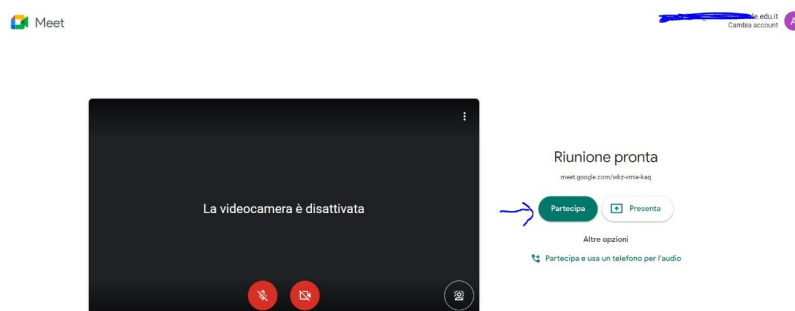 Meet
le.edu.it
Cambia account
A
La videocamera è disattivata
Riunione pronta
meet.google.com/wkz-vmie-kaq
Partecipa
Presenta
Altre opzioni
Partecipa e usa un telefono per l'audio